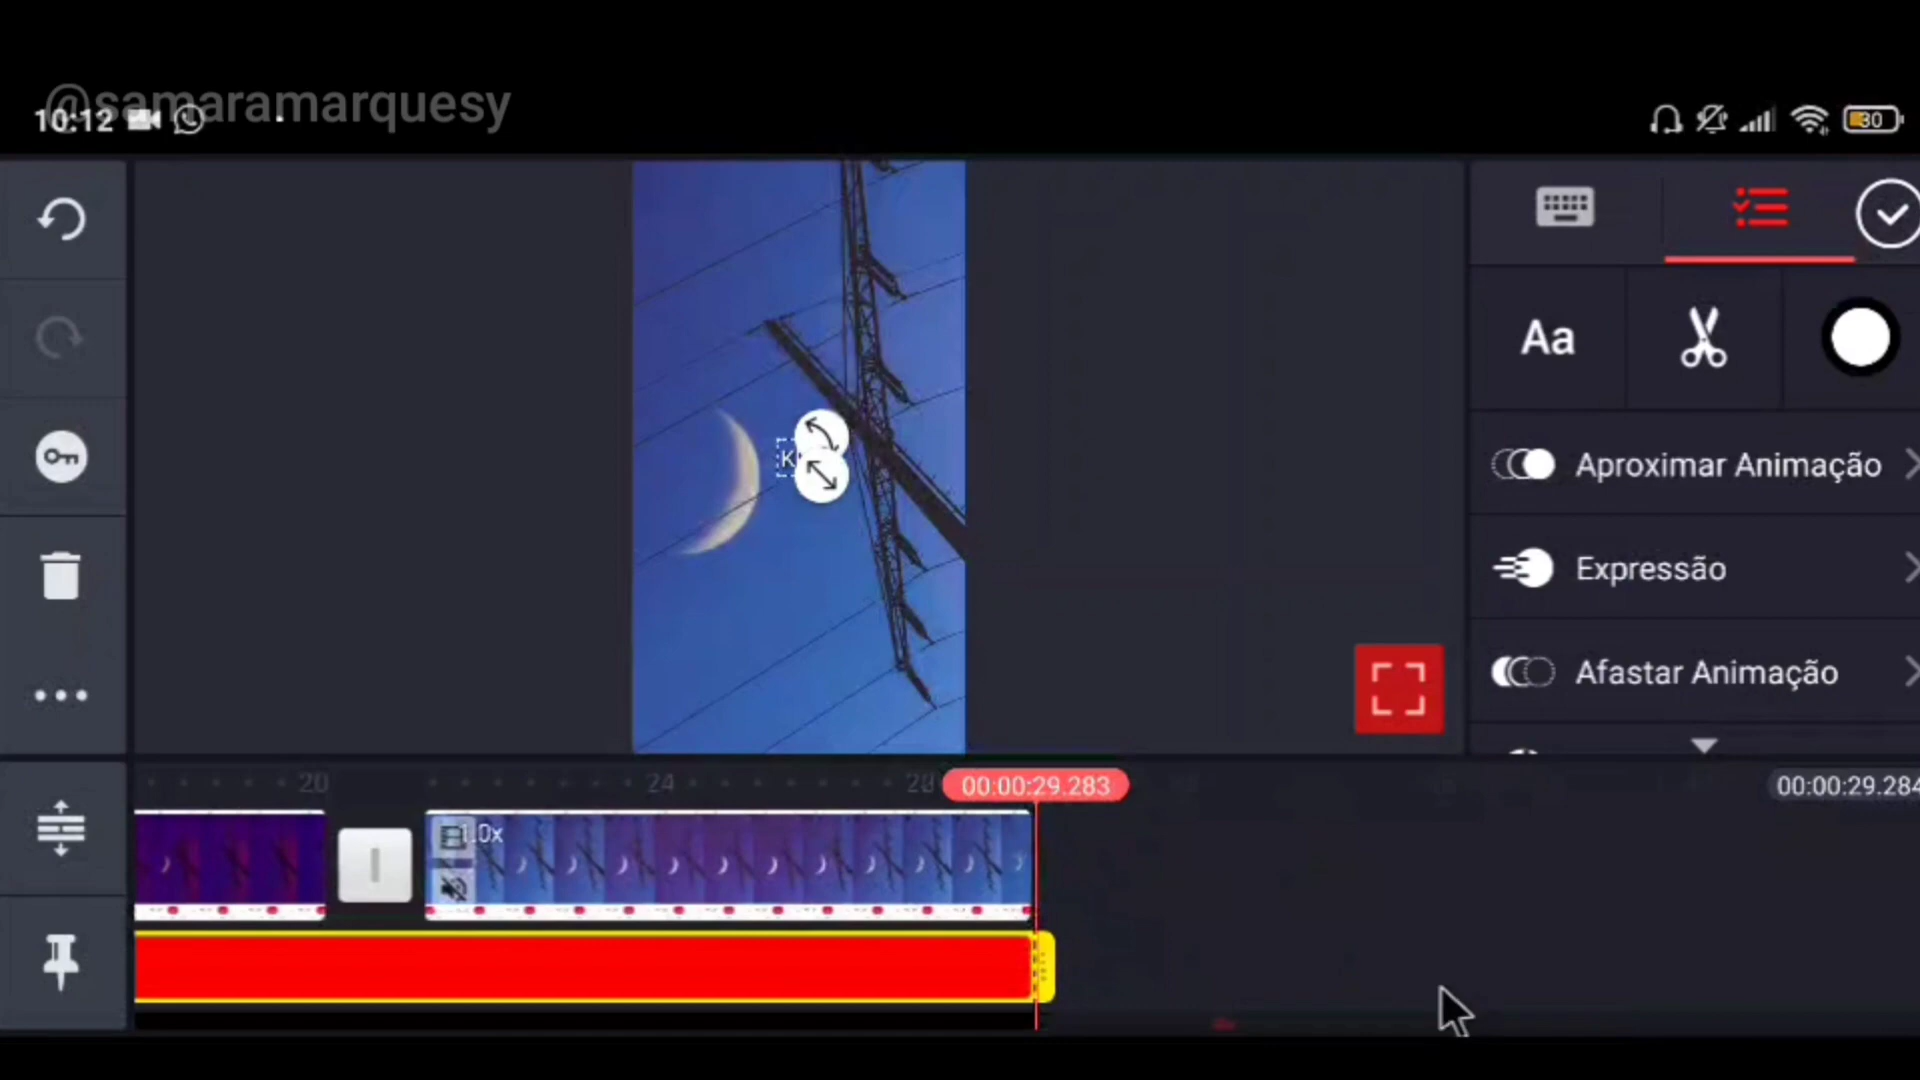 @samaramarquesy
10:12
30
Aa
K
Aproximar Animação
Expressão
Afastar Animação
20
24
28
00:00:29.283
00:00:29.284
1.0x